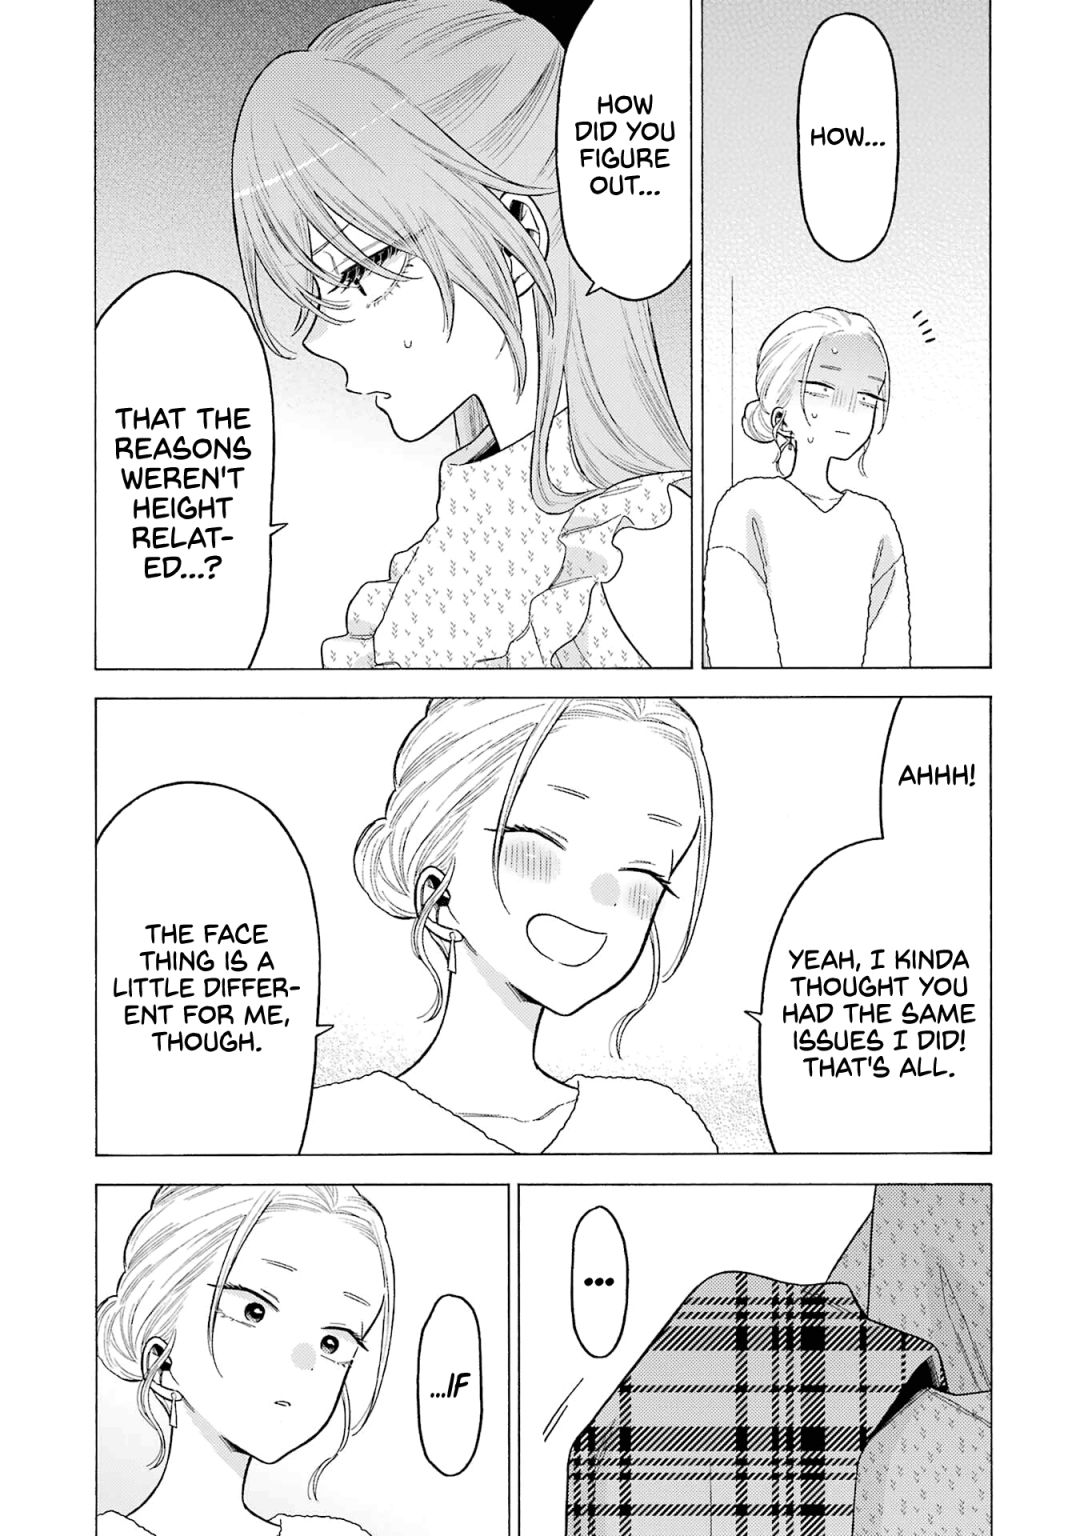 HOW...
HOW
DID YOU
FIGURE
OUT...
THAT THE
REASONS
WEREN'T
HEIGHT
RELAT-
ED...?
AHHH!
YEAH, I KINDA
THOUGHT YOU
HAD THE SAME
ISSUES I DID!
THAT'S ALL.
THE FACE
THING IS A
LITTLE DIFFER-
ENT FOR ME,
THOUGH.
...
...IF